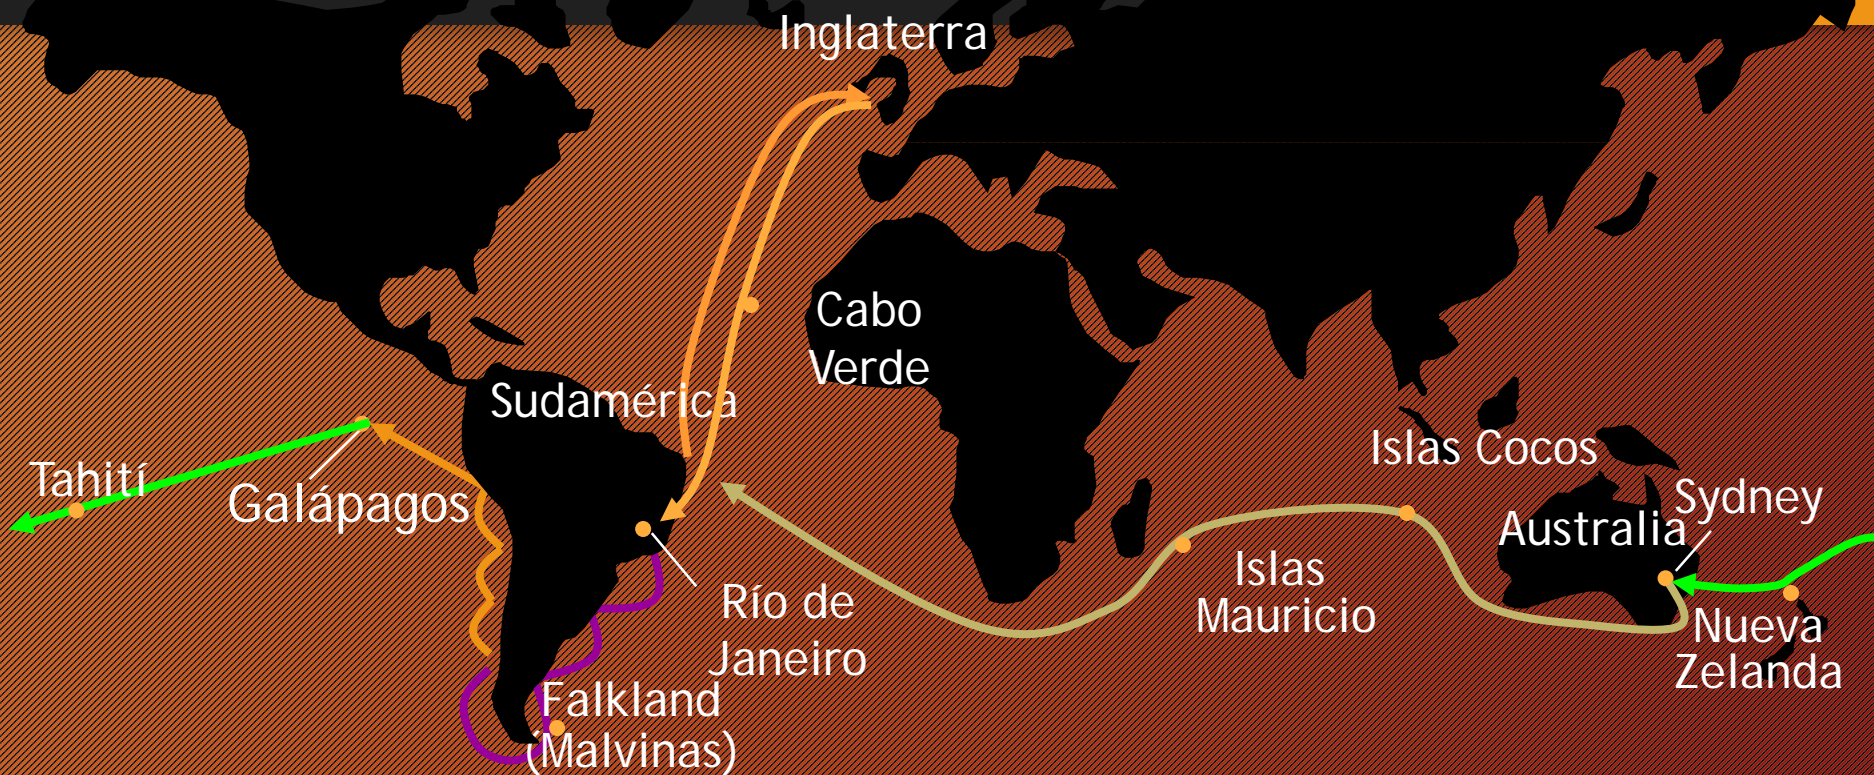 Inglaterra
Cabo
Verde
Sudamérica
Islas Cocos
Tahití
Galápagos
Sydney
Australia
Islas
Mauricio
Río de
Janeiro
Nueva
Zelanda
Falkland
(Malvinas)